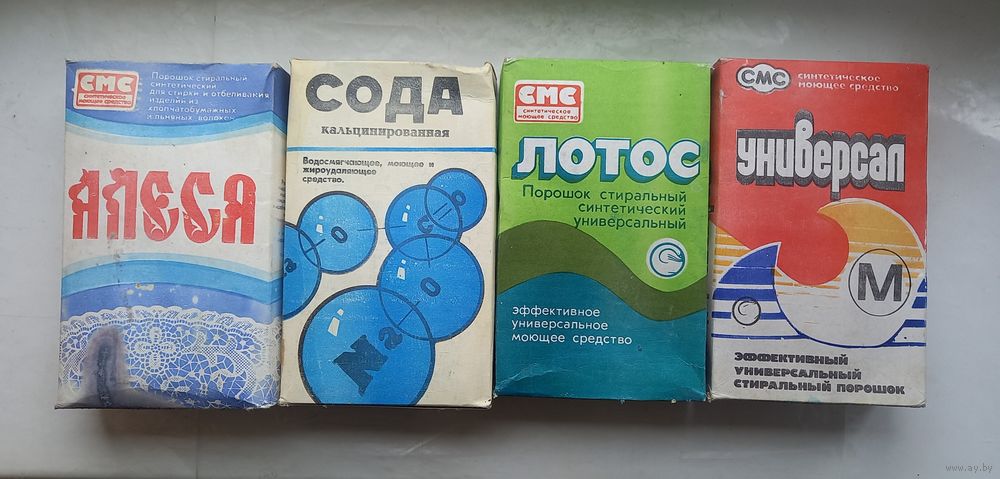 СМС
синтетическое
моющее средство
Порошок стиральный
синтетический
для стирки и отбеливания
изделий из
хлопчатобумажных
и льняных волокон
АЛЕСЯ
СОДА
кальцинированная
Водосмягчающее, моющее и
жироудаляющее
средство.
Na
O
C
O
O
Na
СМС
синтетическое
моющее средство
ЛОТОС
Порошок стиральный
синтетический
универсальный
эффективное
универсальное
моющее средство
СМС
СИНТЕТИЧЕСКОЕ
МОЮЩЕЕ СРЕДСТВО
универсал
М
ЭФФЕКТИВНЫЙ
УНИВЕРСАЛЬНЫЙ
СТИРАЛЬНЫЙ ПОРОШОК
www.ay.by